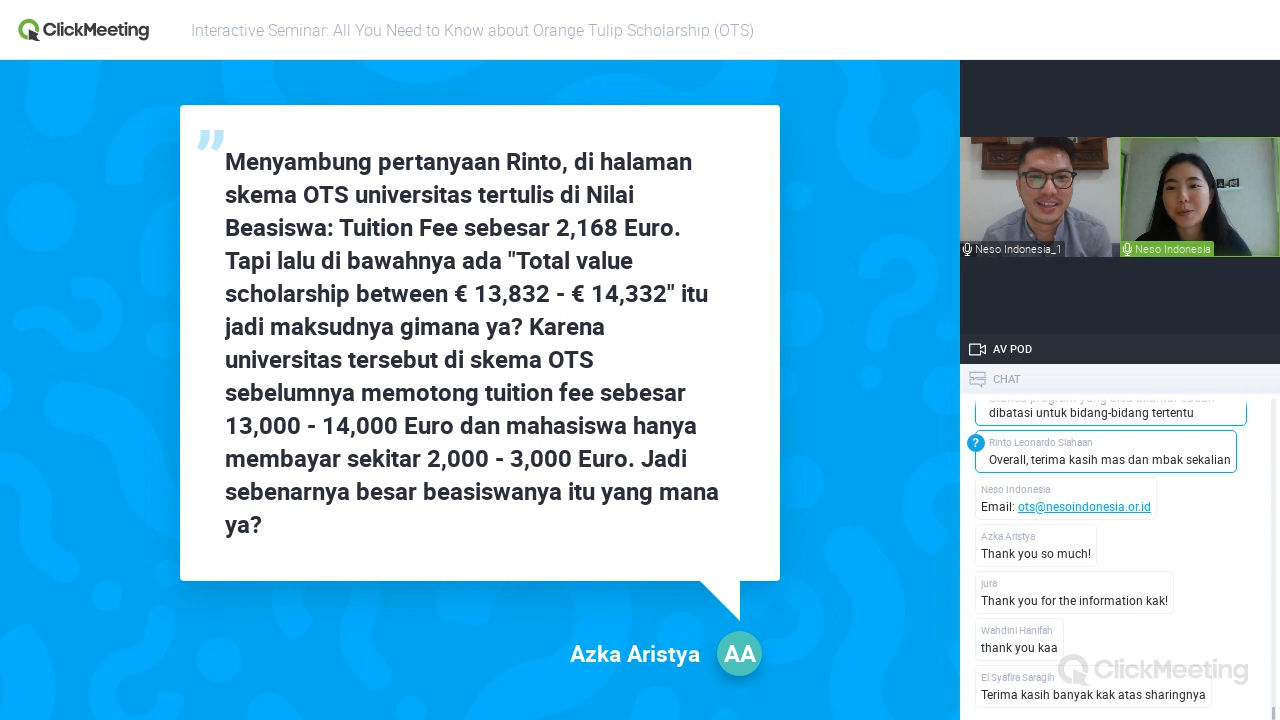 ClickMeeting
Interactive Seminar: All You Need to Know about Orange Tulip Scholarship (OTS)
”
Menyambung pertanyaan Rinto, di halaman
skema OTS universitas tertulis di Nilai
Beasiswa: Tuition Fee sebesar 2,168 Euro.
Tapi lalu di bawahnya ada "Total value
scholarship between € 13,832 - € 14,332" itu
jadi maksudnya gimana ya? Karena
universitas tersebut di skema OTS
sebelumnya memotong tuition fee sebesar
13,000 - 14,000 Euro dan mahasiswa hanya
membayar sekitar 2,000 - 3,000 Euro. Jadi
sebenarnya besar beasiswanya itu yang mana
ya?
Azka Aristya
AA
Neso Indonesia_1
Neso Indonesia
AV POD
CHAT
dibatasi untuk bidang-bidang tertentu
?
Rinto Leonardo Siahaan
Overall, terima kasih mas dan mbak sekalian
Neso Indonesia
Email: ots@nesoindonesia.or.id
Azka Aristya
Thank you so much!
jura
Thank you for the information kak!
Wahdini Hanifah
thank you kaa
El Syafira Saragih
Terima kasih banyak kak atas sharingnya
ClickMeeting